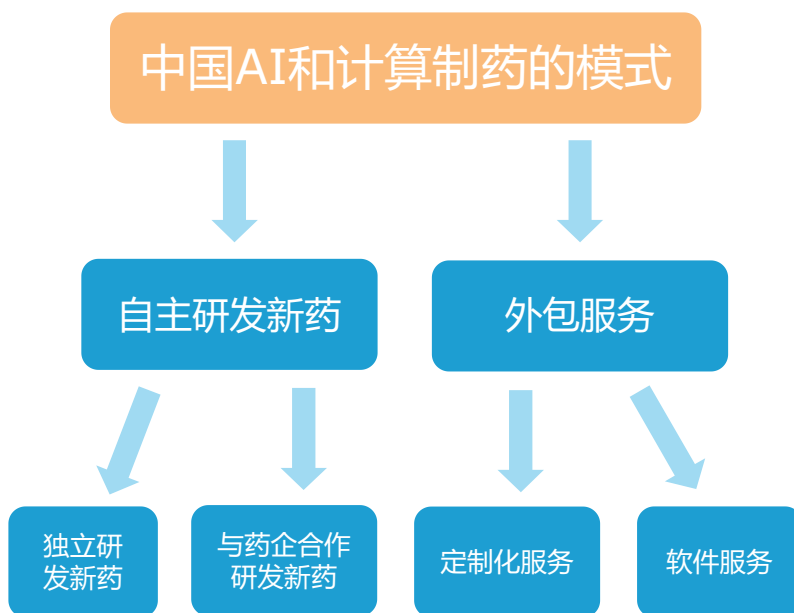 中国AI和计算制药的模式
自主研发新药
外包服务
独立研
发新药
与药企合作
研发新药
定制化服务
软件服务